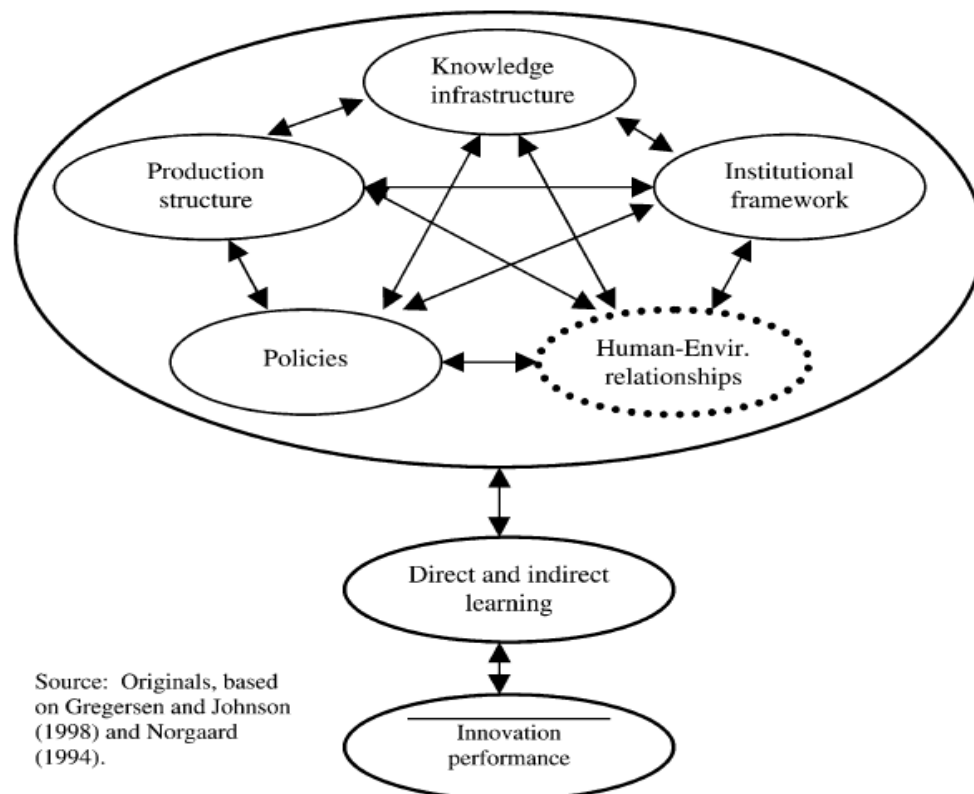 Knowledge
infrastructure
Production
structure
Institutional
framework
Policies
Human-Envir.
relationships
Direct and indirect
learning
Source: Originals, based
on Gregersen and Johnson
(1998) and Norgaard
(1994).
Innovation
performance